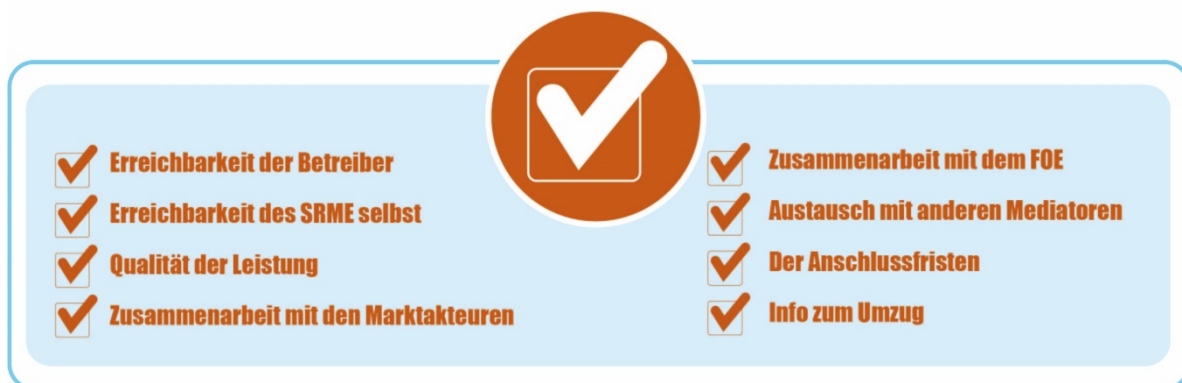 Erreichbarkeit der Betreiber
Erreichbarkeit des SRME selbst
Qualität der Leistung
Zusammenarbeit mit den Marktakteuren
Zusammenarbeit mit dem FOE
Austausch mit anderen Mediatoren
Der Anschlussfristen
Info zum Umzug